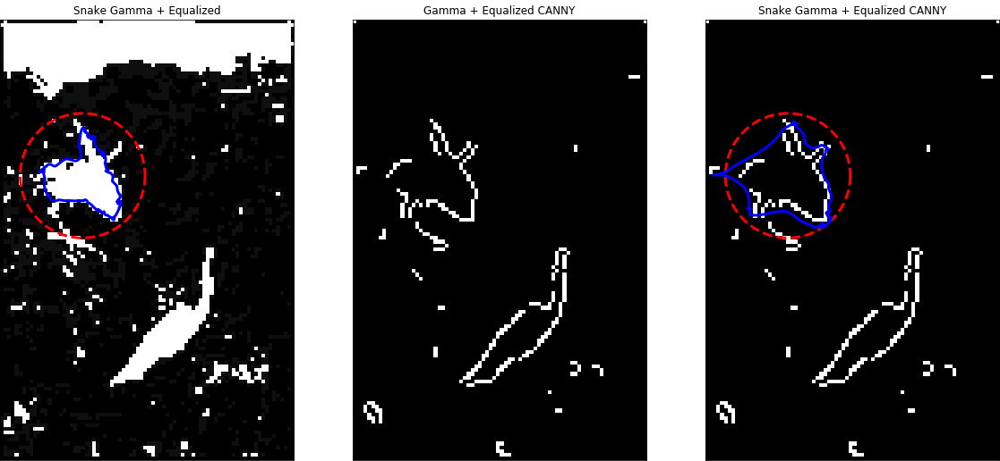 Snake Gamma + Equalized
Gamma + Equalized CANNY
Snake Gamma + Equalized CANNY